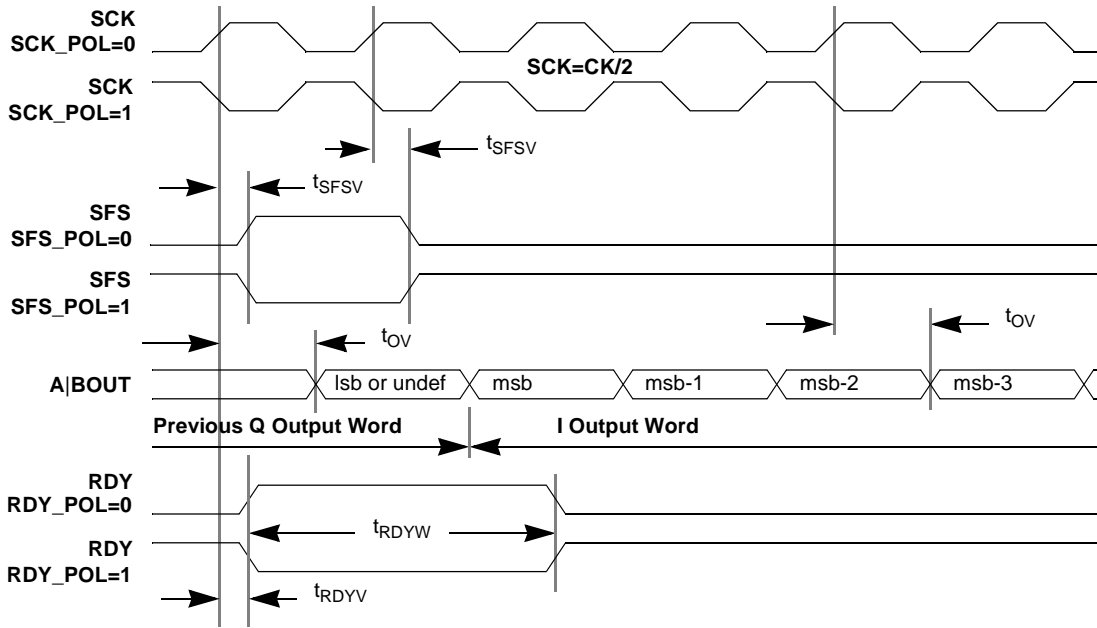 SCK
SCK_POL=0
SCK=CK/2
SCK
SCK_POL=1
tSFSV
tSFSV
SFS
SFS_POL=0
SFS
SFS_POL=1
tOV
tOV
A|BOUT
lsb or undef
msb
msb-1
msb-2
msb-3
Previous Q Output Word
I Output Word
RDY
RDY_POL=0
tRDYW
RDY
RDY_POL=1
tRDYV